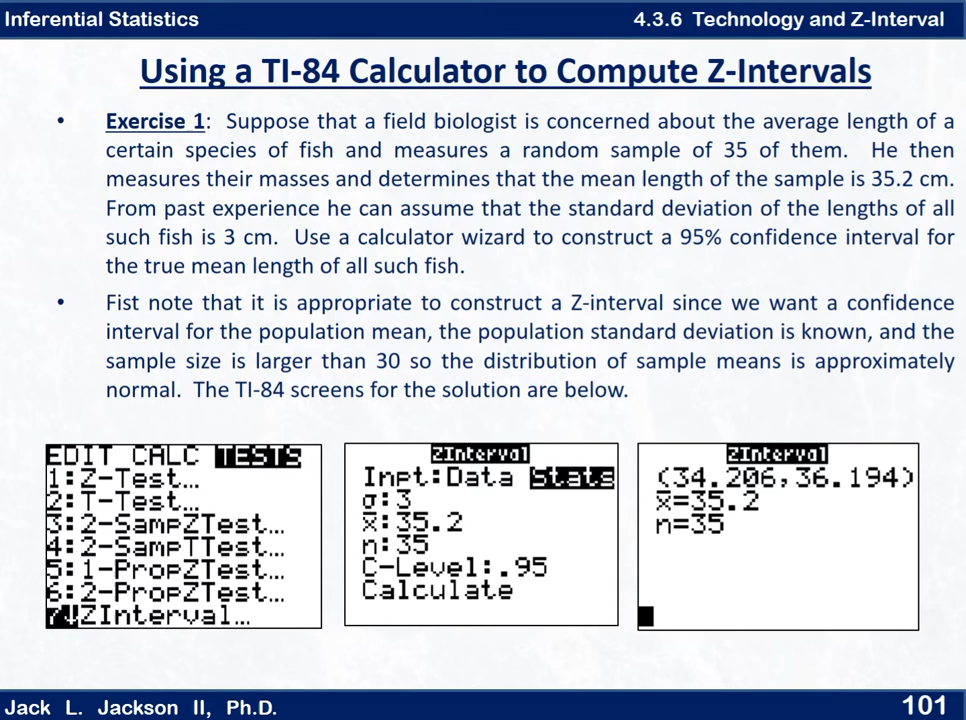 Inferential Statistics
4.3.6 Technology and Z-Interval
Using a TI-84 Calculator to Compute Z-Intervals
• Exercise 1: Suppose that a field biologist is concerned about the average length of a
certain species of fish and measures a random sample of 35 of them. He then
measures their masses and determines that the mean length of the sample is 35.2 cm.
From past experience he can assume that the standard deviation of the lengths of all
such fish is 3 cm. Use a calculator wizard to construct a 95% confidence interval for
the true mean length of all such fish.
• Fist note that it is appropriate to construct a Z-interval since we want a confidence
interval for the population mean, the population standard deviation is known, and the
sample size is larger than 30 so the distribution of sample means is approximately
normal. The TI-84 screens for the solution are below.
EDIT CALC TESTS
1:Z-Test…
2:T-Test…
3:2-SampZTest…
4:2-SampTTest…
5:1-PropZTest…
6:2-PropZTest…
7↓ZInterval…
ZInterval
Inpt:Data Stats
σ:3
x̄:35.2
n:35
C-Level:.95
Calculate
ZInterval
(34.206,36.194)
x̄=35.2
n=35
Jack L. Jackson II, Ph.D.
101